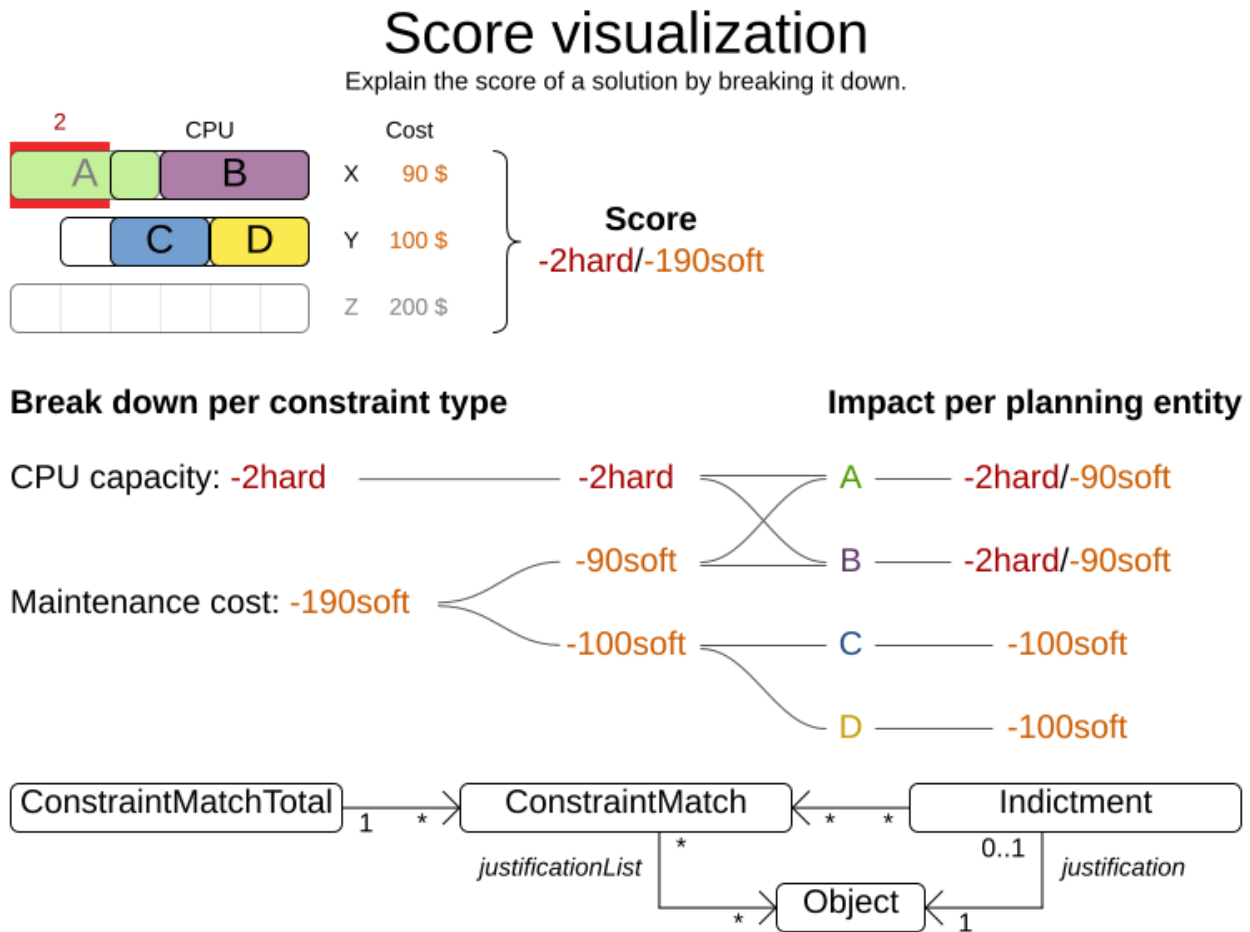 Score visualization
Explain the score of a solution by breaking it down.
2 CPU Cost
A B X 90 $
C D Y 100 $
Z 200 $
Score
-2hard/-190soft
Break down per constraint type Impact per planning entity
CPU capacity: -2hard -2hard A -2hard/-90soft
-90soft B -2hard/-90soft
Maintenance cost: -190soft
-100soft C -100soft
D -100soft
ConstraintMatchTotal ConstraintMatch Indictment
1 * * *
justificationList * 0..1 justification
Object
* 1